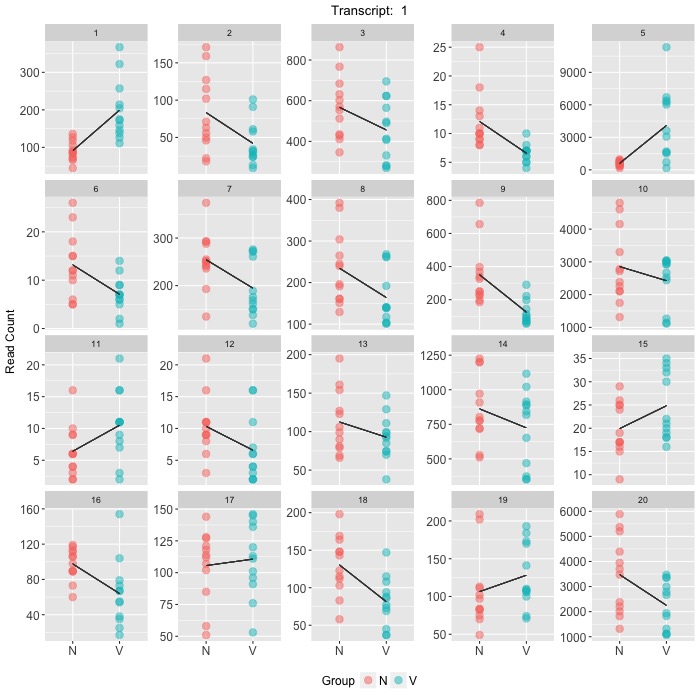 Transcript: 1
1 2 3 4 5
300 200 100
150 100 50
800 600 400
25 20 15 10 5
9000 6000 3000 0
6 7 8 9 10
20 10 0
300 200
400 300 200 100
800 600 400 200
4000 3000 2000 1000
Read Count
11 12 13 14 15
20 15 10 5
20 15 10 5
200 150 100 50
1250 1000 750 500
35 30 25 20 15 10
16 17 18 19 20
160 120 80 40
150 125 100 75 50
200 150 100 50
200 150 100 50
6000 5000 4000 3000 2000 1000
N V N V N V N V N V
Group N V